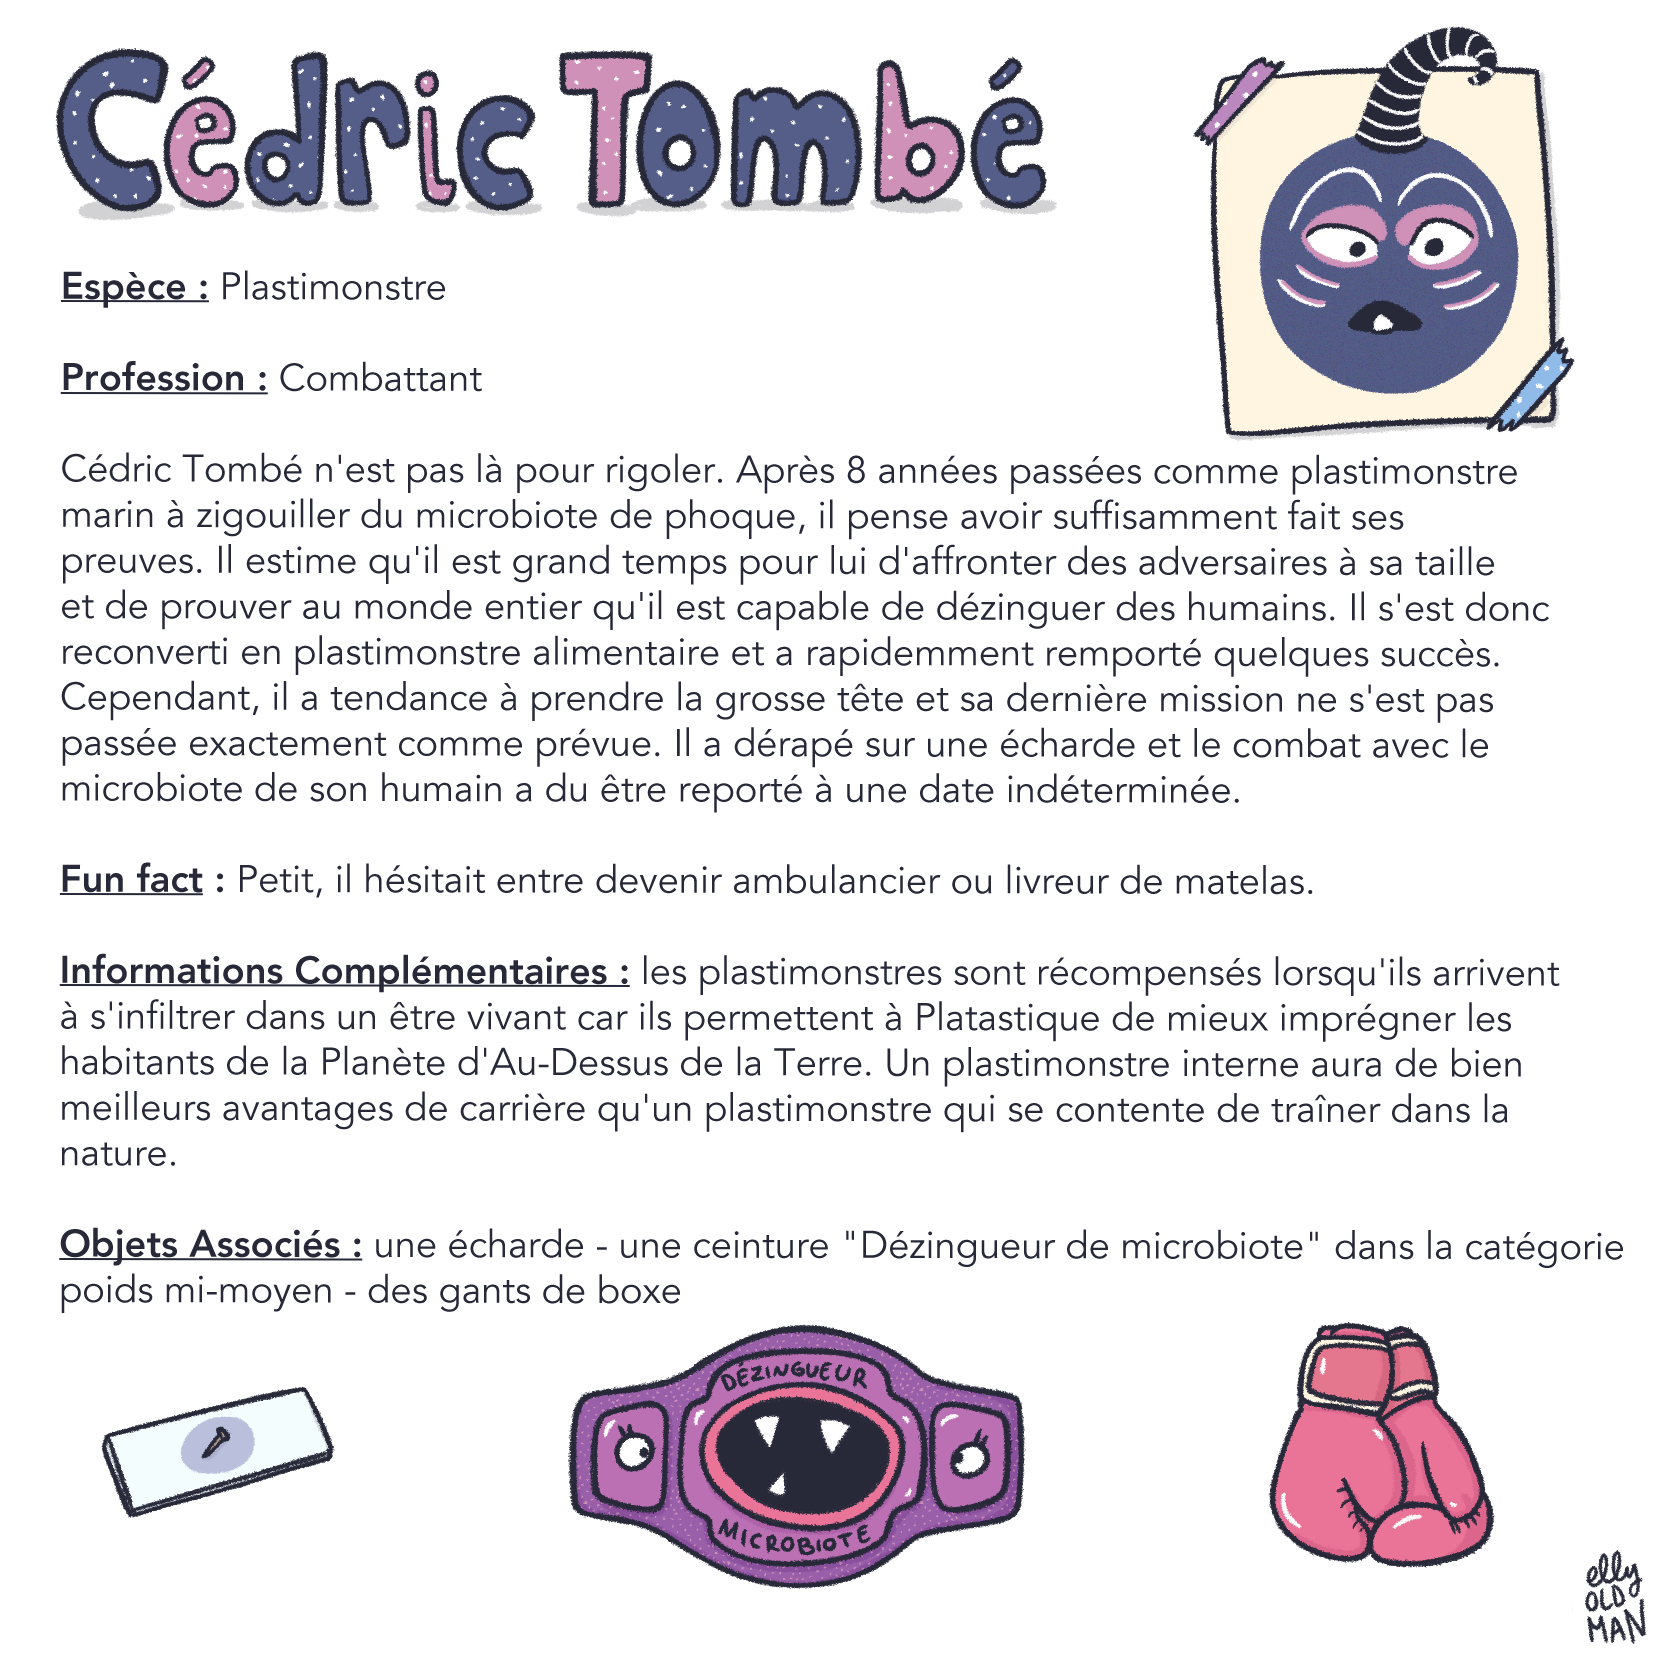 Cédric Tombé
Espèce : Plastimonstre
Profession : Combattant
Cédric Tombé n'est pas là pour rigoler. Après 8 années passées comme plastimonstre
marin à zigouiller du microbiote de phoque, il pense avoir suffisamment fait ses
preuves. Il estime qu'il est grand temps pour lui d'affronter des adversaires à sa taille
et de prouver au monde entier qu'il est capable de dézinguer des humains. Il s'est donc
reconverti en plastimonstre alimentaire et a rapidemment remporté quelques succès.
Cependant, il a tendance à prendre la grosse tête et sa dernière mission ne s'est pas
passée exactement comme prévue. Il a dérapé sur une écharde et le combat avec le
microbiote de son humain a du être reporté à une date indéterminée.
Fun fact : Petit, il hésitait entre devenir ambulancier ou livreur de matelas.
Informations Complémentaires : les plastimonstres sont récompensés lorsqu'ils arrivent
à s'infiltrer dans un être vivant car ils permettent à Platastique de mieux imprégner les
habitants de la Planète d'Au-Dessus de la Terre. Un plastimonstre interne aura de bien
meilleurs avantages de carrière qu'un plastimonstre qui se contente de traîner dans la
nature.
Objets Associés : une écharde - une ceinture "Dézingueur de microbiote" dans la catégorie
poids mi-moyen - des gants de boxe
DÉZINGUEUR
MICROBIOTE
elly
OLD
MAN